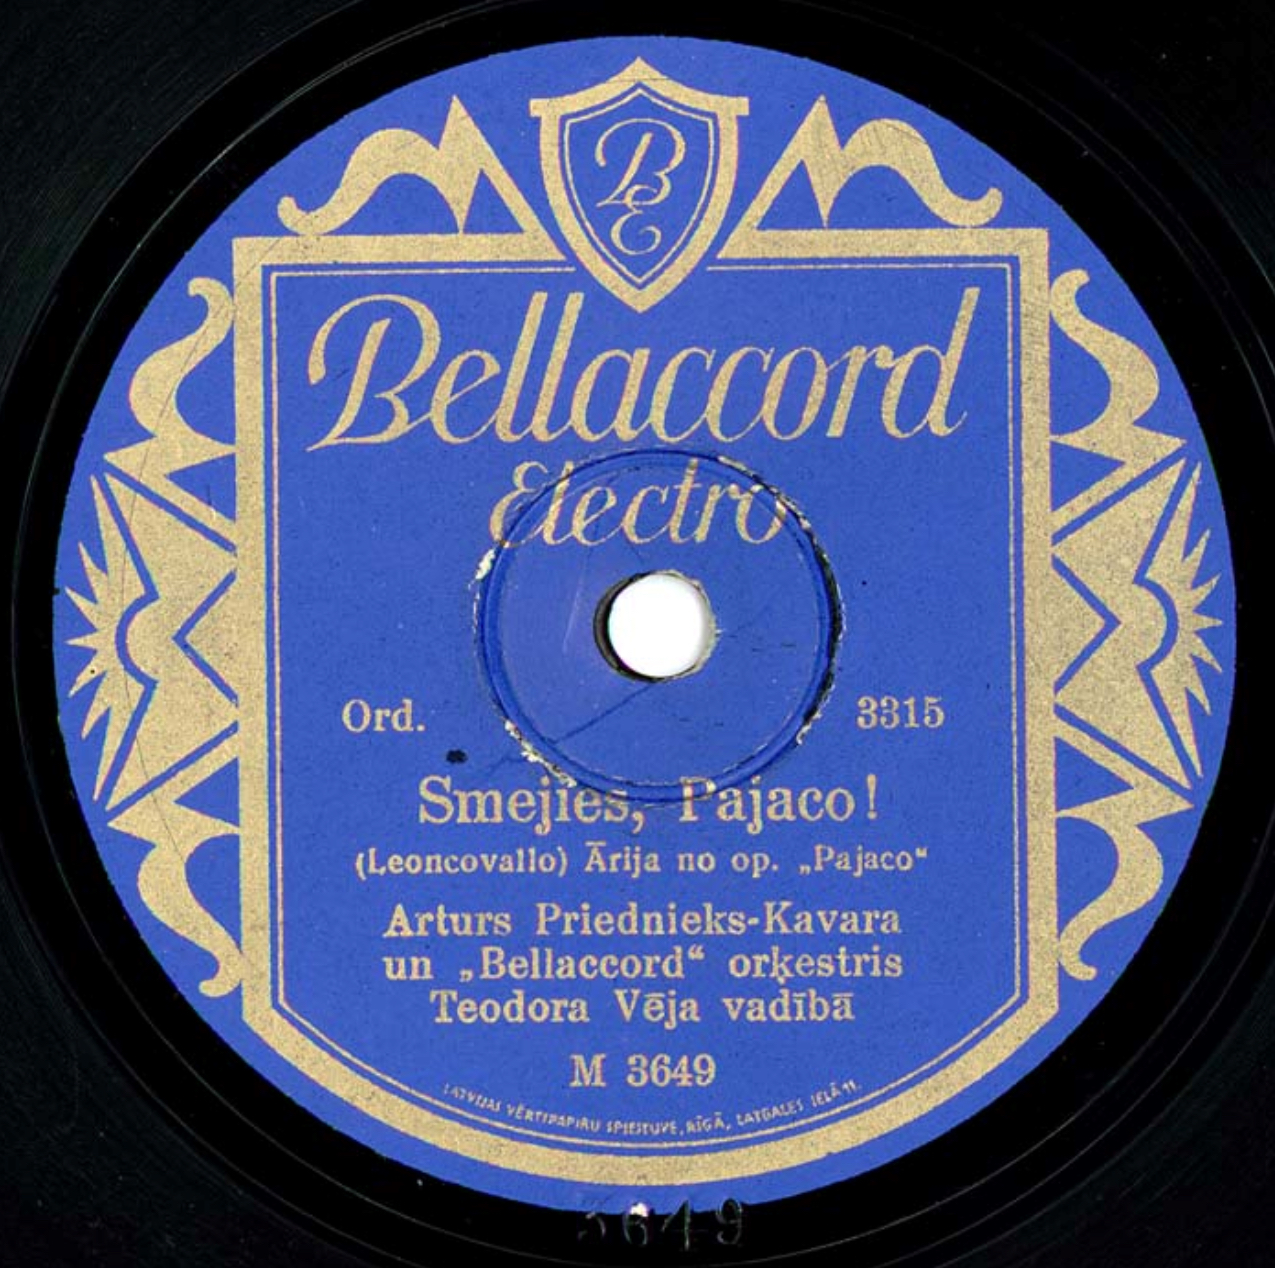 BE
Bellaccord
Electro
Ord. 3315
Smejies, Pajaco!
(Leoncovallo) Ārija no op. „Pajaco“
Arturs Priednieks-Kavara
un „Bellaccord“ orķestris
Teodora Vēja vadībā
M 3649
LATVIJAS VĒRTSPAPIRU SPIESTUVE, RĪGĀ, LATGALES IELĀ 11.
3649